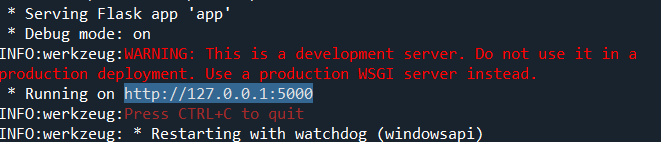 * Serving Flask app 'app'
* Debug mode: on
INFO:werkzeug:WARNING: This is a development server. Do not use it in a
production deployment. Use a production WSGI server instead.
* Running on http://127.0.0.1:5000
INFO:werkzeug:Press CTRL+C to quit
INFO:werkzeug: * Restarting with watchdog (windowsapi)